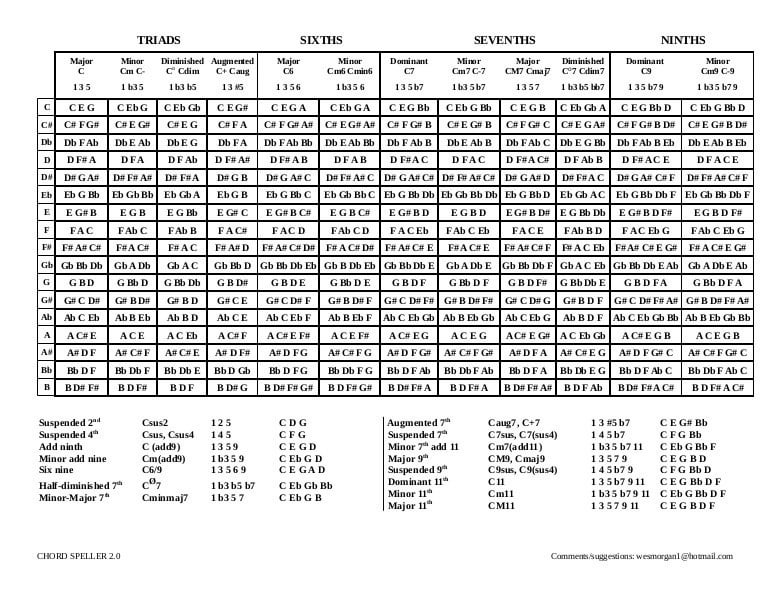 TRIADS SIXTHS SEVENTHS NINTHS
Major Minor Diminished Augmented Major Minor Dominant Minor Major Diminished Dominant Minor
C Cm C- C° Cdim C+ Caug C6 Cm6 Cmin6 C7 Cm7 C-7 CM7 Cmaj7 C°7 Cdim7 C9 Cm9 C-9
1 3 5 1 b3 5 1 b3 b5 1 3 #5 1 3 5 6 1 b3 5 6 1 3 5 b7 1 b3 5 b7 1 3 5 7 1 b3 b5 bb7 1 3 5 b7 9 1 b3 5 b7 9
C C E G C Eb G C Eb Gb C E G# C E G A C Eb G A C E G Bb C Eb G Bb C E G B C Eb Gb A C E G Bb D C Eb G Bb D
C# C# F G# C# E G# C# E G C# F A C# F G# A# C# E G# A# C# F G# B C# E G# B C# F G# C C# E G A# C# F G# B D# C# E G# B D#
Db Db F Ab Db E Ab Db E G Db F A Db F Ab Bb Db E Ab Bb Db F Ab B Db E Ab B Db F Ab C Db E G Bb Db F Ab B Eb Db E Ab B Eb
D D F# A D F A D F Ab D F# A# D F# A B D F A B D F# A C D F A C D F# A C# D F Ab B D F# A C E D F A C E
D# D# G A# D# F# A# D# F# A D# G B D# G A# C D# F# A# C D# G A# C# D# F# A# C# D# G A# D D# F# A C D# G A# C# F D# F# A# C# F
Eb Eb G Bb Eb Gb Bb Eb Gb A Eb G B Eb G Bb C Eb Gb Bb C Eb G Bb Db Eb Gb Bb Db Eb G Bb D Eb Gb A C Eb G Bb Db F Eb Gb Bb Db F
E E G# B E G B E G Bb E G# C E G# B C# E G B C# E G# B D E G B D E G# B D# E G Bb Db E G# B D F# E G B D F#
F F A C F Ab C F Ab B F A C# F A C D F Ab C D F A C Eb F Ab C Eb F A C E F Ab B D F A C Eb G F Ab C Eb G
F# F# A# C# F# A C# F# A C F# A# D F# A# C# D# F# A C# D# F# A# C# E F# A C# E F# A# C# F F# A C Eb F# A# C# E G# F# A C# E G#
Gb Gb Bb Db Gb A Db Gb A C Gb Bb D Gb Bb Db Eb Gb B Db Eb Gb Bb Db E Gb A Db E Gb Bb Db F Gb A C Eb Gb Bb Db E Ab Gb A Db E Ab
G G B D G Bb D G Bb Db G B D# G B D E G Bb D E G B D F G Bb D F G B D F# G Bb Db E G B D F A G Bb D F A
G# G# C D# G# B D# G# B D G# C E G# C D# F G# B D# F G# C D# F# G# B D# F# G# C D# G G# B D F G# C D# F# A# G# B D# F# A#
Ab Ab C Eb Ab B Eb Ab B D Ab C E Ab C Eb F Ab B Eb F Ab C Eb Gb Ab B Eb Gb Ab C Eb G Ab B D F Ab C Eb Gb Bb Ab B Eb Gb Bb
A A C# E A C E A C Eb A C# F A C# E F# A C E F# A C# E G A C E G A C# E G# A C Eb Gb A C# E G B A C E G B
A# A# D F A# C# F A# C# E A# D F# A# D F G A# C# F G A# D F G# A# C# F G# A# D F A A# C# E G A# D F G# C A# C# F G# C
Bb Bb D F Bb Db F Bb Db E Bb D Gb Bb D F G Bb Db F G Bb D F Ab Bb Db F Ab Bb D F A Bb Db E G Bb D F Ab C Bb D F Ab C
B B D# F# B D F# B D F B D# G B D# F# G# B D F# G# B D# F# A B D F# A B D# F# A# B D F Ab B D# F# A C# B D F# A C#
Suspended 2nd Csus2 1 2 5 C D G
Suspended 4th Csus, Csus4 1 4 5 C F G
Add ninth C (add9) 1 3 5 9 C E G D
Minor add nine Cm(add9) 1 b3 5 9 C Eb G D
Six nine C6/9 1 3 5 6 9 C E G A D
Half-diminished 7th CØ7 1 b3 b5 b7 C Eb Gb Bb
Minor-Major 7th Cminmaj7 1 b3 5 7 C Eb G B
Augmented 7th Caug7, C+7 1 3 #5 b7 C E G# Bb
Suspended 7th C7sus, C7(sus4) 1 4 5 b7 C F G Bb
Minor 7th add 11 Cm7(add11) 1 b3 5 b7 11 C Eb G Bb F
Major 9th CM9, Cmaj9 1 3 5 7 9 C E G B D
Suspended 9th C9sus, C9(sus4) 1 4 5 b7 9 C F G Bb D
Dominant 11th C11 1 3 5 b7 9 11 C E G Bb D F
Minor 11th Cm11 1 b3 5 b7 9 11 C Eb G Bb D F
Major 11th CM11 1 3 5 7 9 11 C E G B D F
CHORD SPELLER 2.0 Comments/suggestions: wesmorgan1@hotmail.com